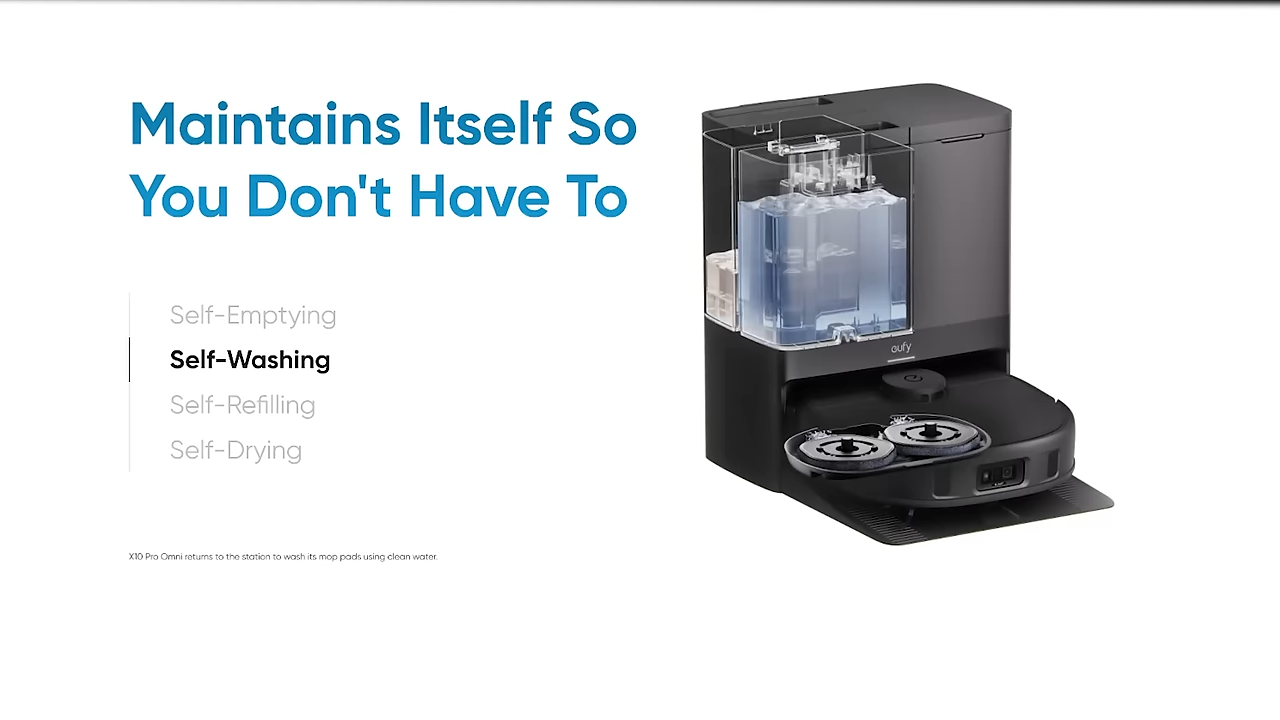 Maintains Itself So
You Don't Have To
Self-Emptying
Self-Washing
Self-Refilling
Self-Drying
eufy
X10 Pro Omni returns to the station to wash its mop pads using clean water.